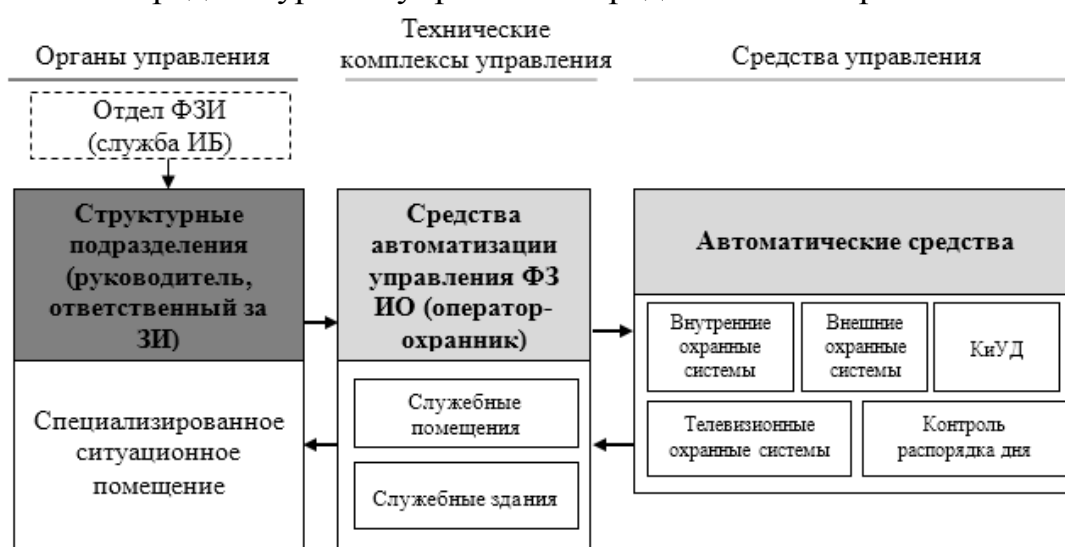 Технические
Органы управления
комплексы управления
Средства управления
Отдел ФЗИ
(служба ИБ)
Структурные
подразделения
(руководитель,
ответственный за
ЗИ)
Специализированное
ситуационное
помещение
Средства
автоматизации
управления ФЗ
ИО (оператор-
охранник)
Служебные
помещения
Служебные здания
Автоматические средства
Внутренние
охранные
системы
Внешние
охранные
системы
КиУД
Телевизионные
охранные системы
Контроль
распорядка дня